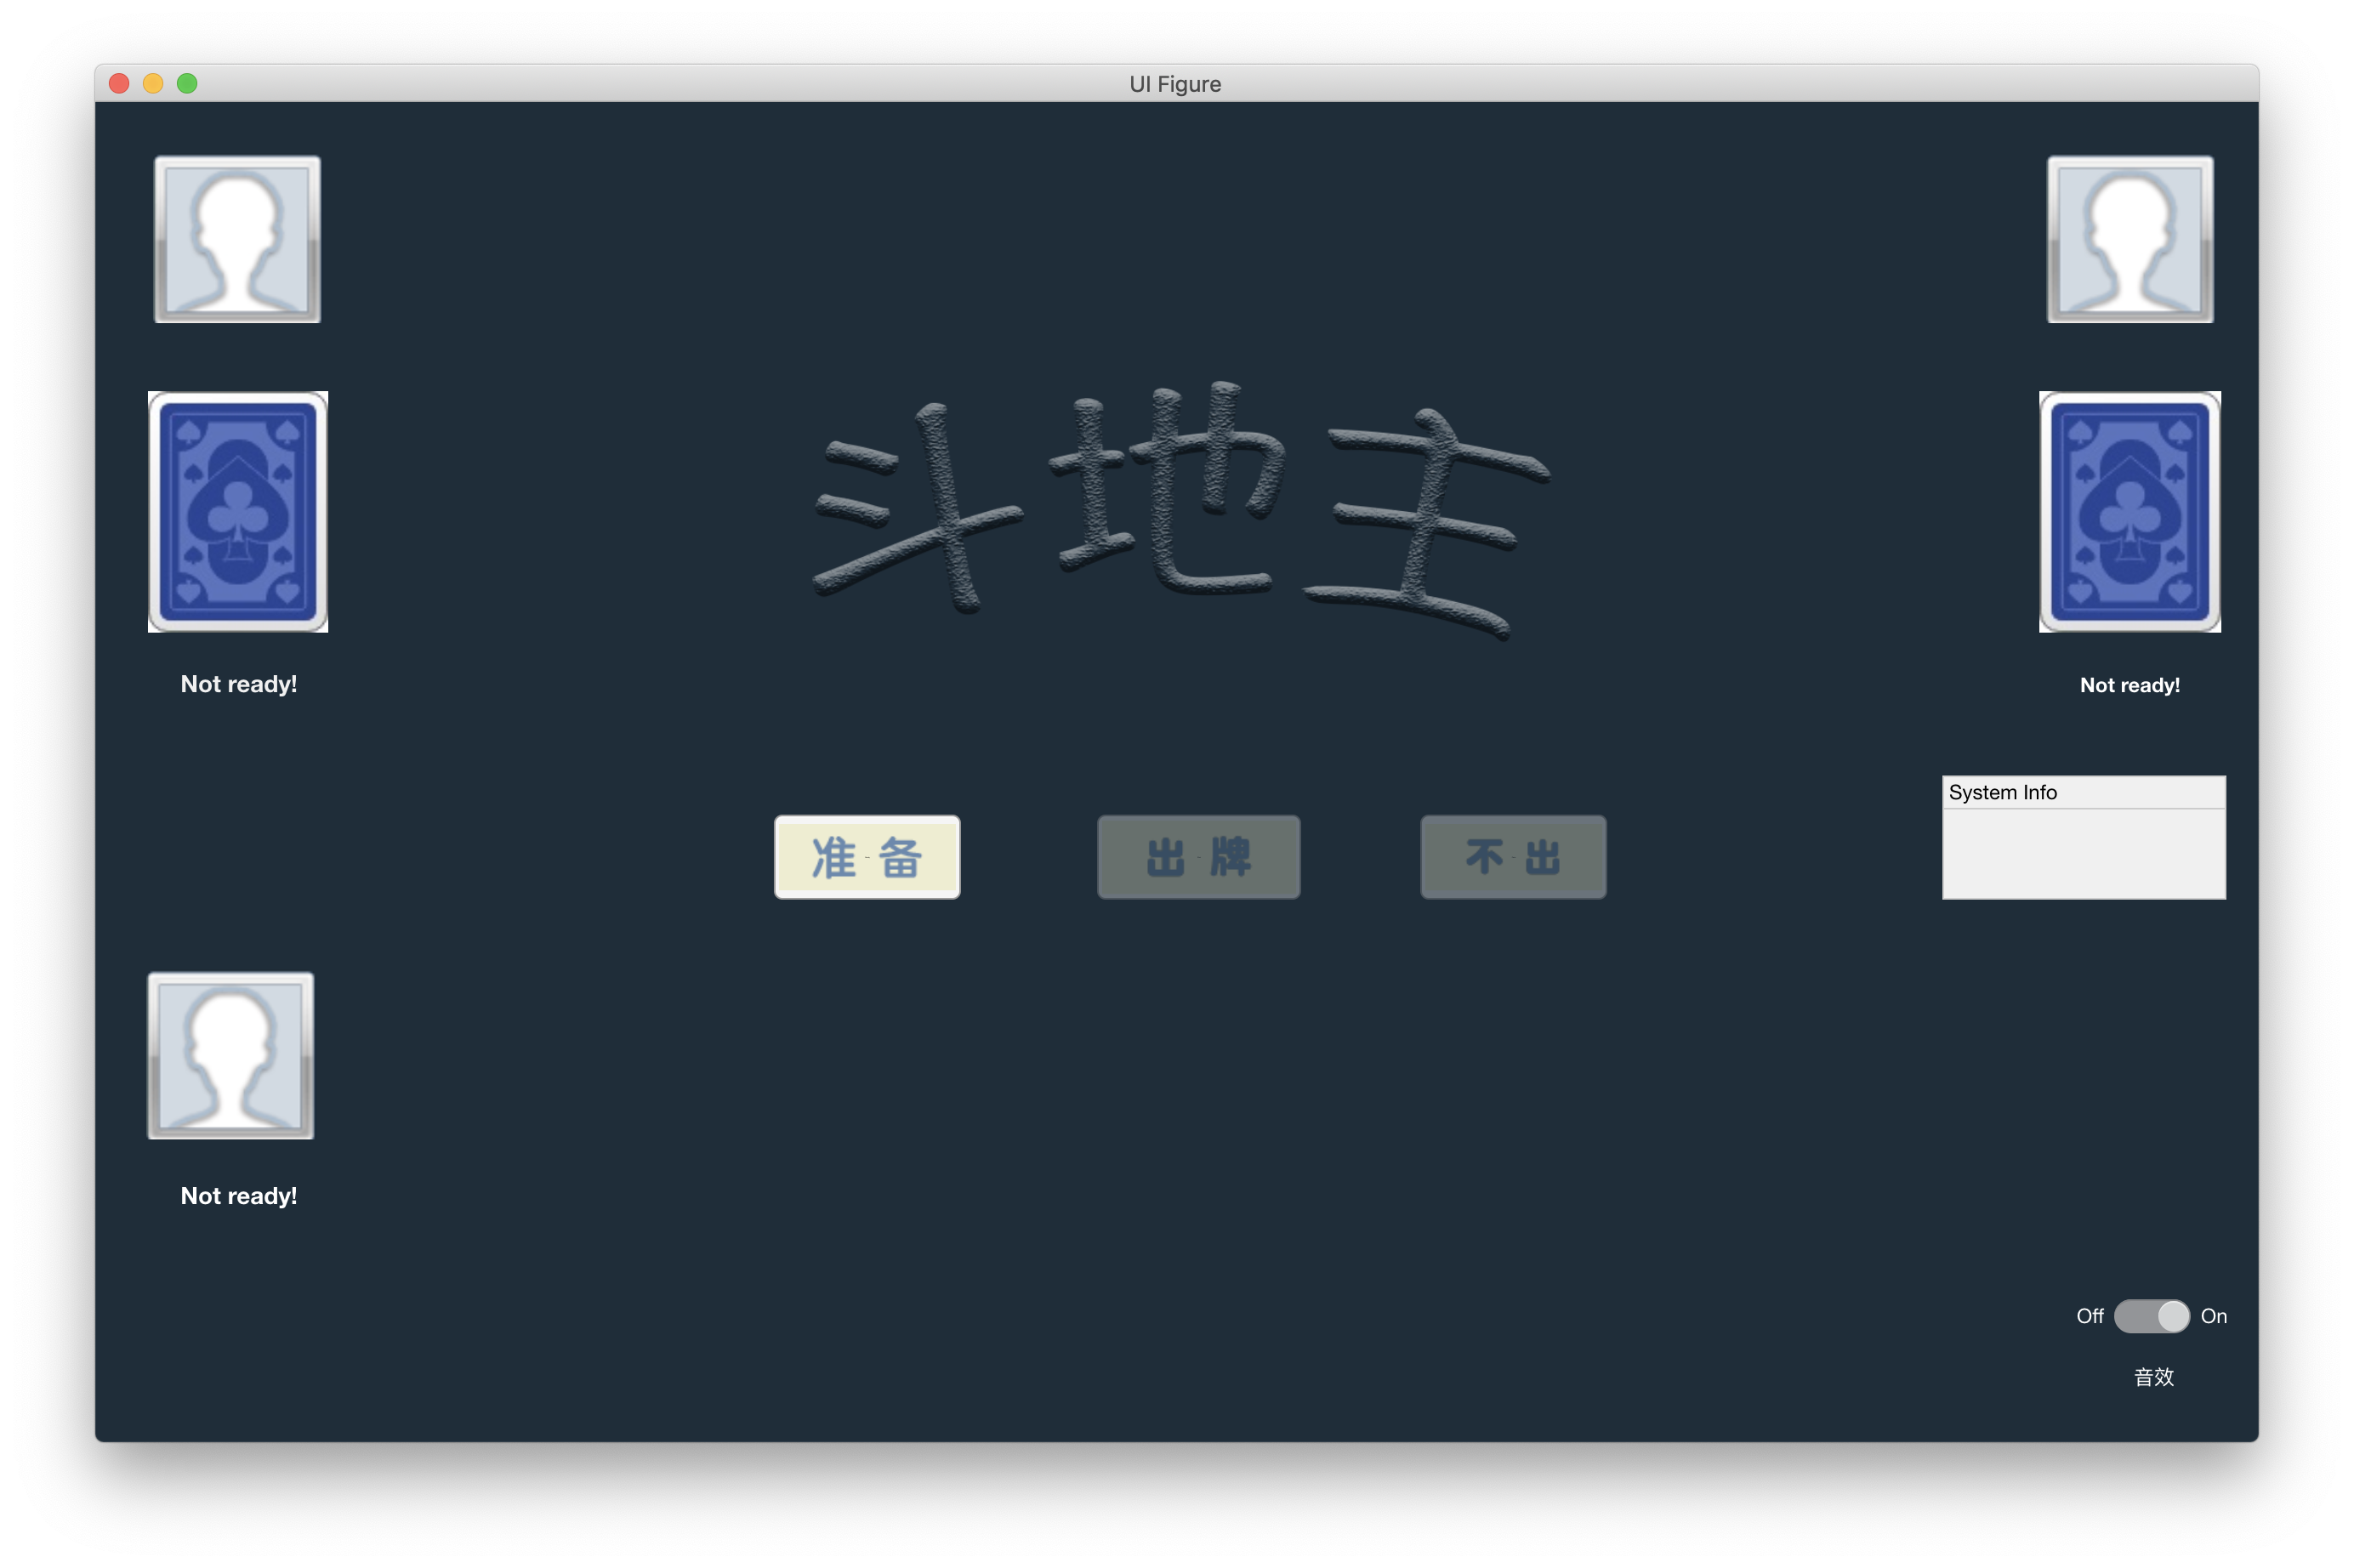 UI Figure
斗地主
Not ready!
Not ready!
System Info
准备
出牌
不出
Not ready!
Off
On
音效